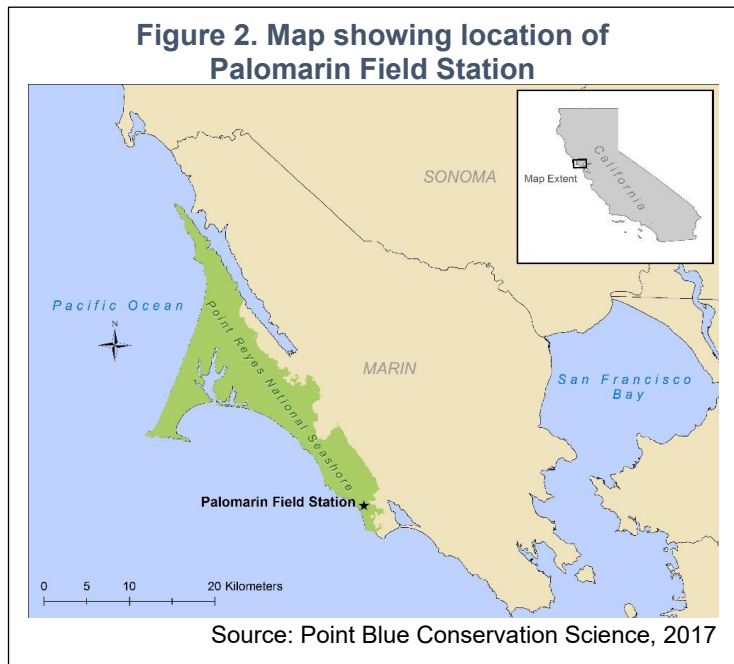 Figure 2. Map showing location of
Palomarin Field Station
SONOMA
Map Extent
California
Pacific Ocean
N
Point Reyes National Seashore
MARIN
San Francisco
Bay
Palomarin Field Station
0 5 10 20 Kilometers
Source: Point Blue Conservation Science, 2017